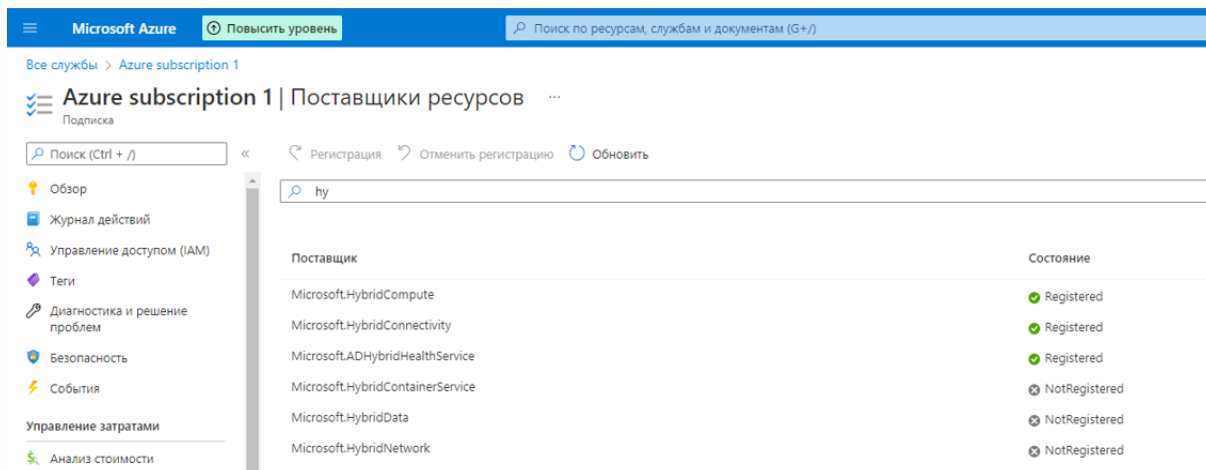 Microsoft Azure
Повысить уровень
Поиск по ресурсам, службам и документам (G+/)
Все службы > Azure subscription 1
Azure subscription 1 | Поставщики ресурсов ...
Подписка
Поиск (Ctrl + /) «
Регистрация Отменить регистрацию Обновить
hy
Обзор
Журнал действий
Управление доступом (IAM)
Теги
Диагностика и решение
проблем
Безопасность
События
Управление затратами
Анализ стоимости
Поставщик Состояние
Microsoft.HybridCompute Registered
Microsoft.HybridConnectivity Registered
Microsoft.ADHybridHealthService Registered
Microsoft.HybridContainerService NotRegistered
Microsoft.HybridData NotRegistered
Microsoft.HybridNetwork NotRegistered